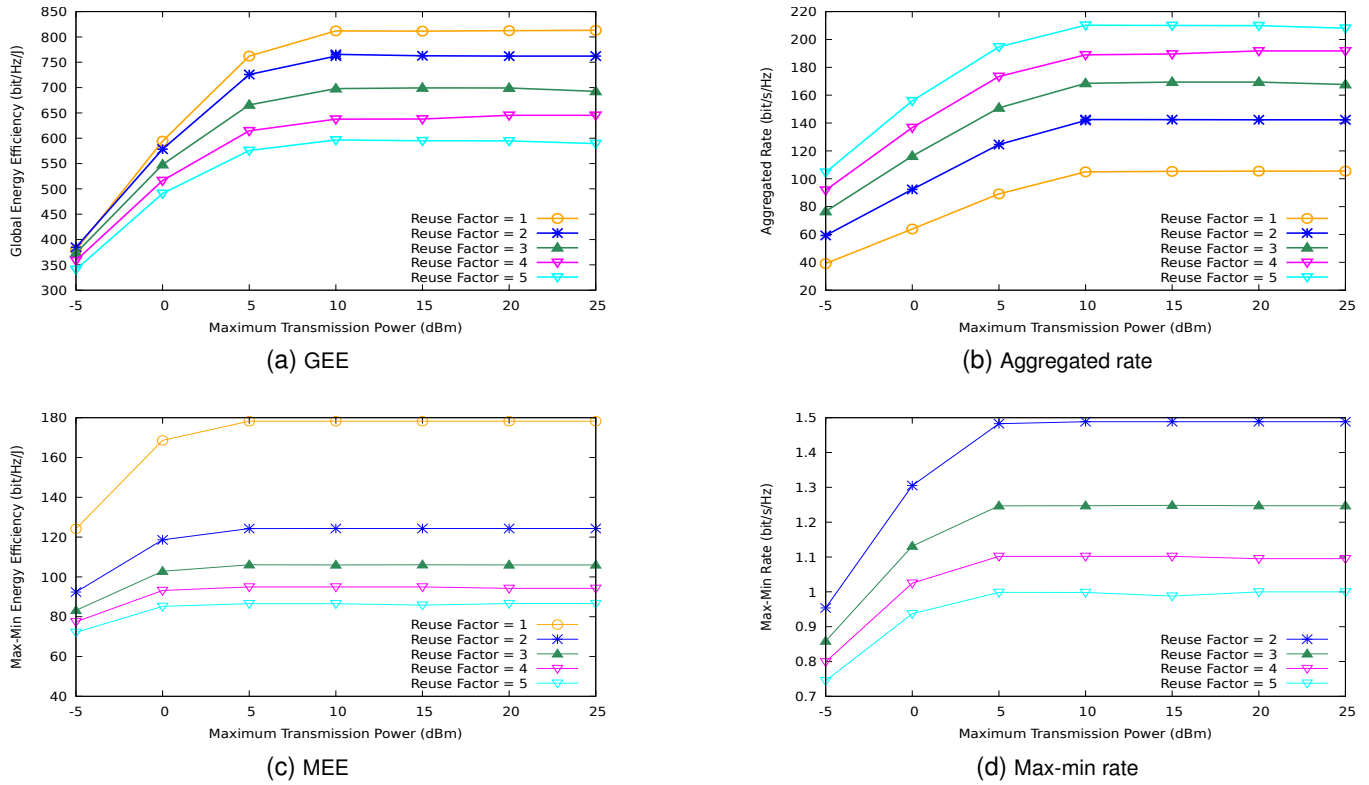 850
800
750
700
650
600
550
500
450
400
350
300
Global Energy Efficiency (bit/Hz/J)
Reuse Factor = 1
Reuse Factor = 2
Reuse Factor = 3
Reuse Factor = 4
Reuse Factor = 5
-5 0 5 10 15 20 25
Maximum Transmission Power (dBm)
(a) GEE
220
200
180
160
140
120
100
80
60
40
20
Aggregated Rate (bit/s/Hz)
Reuse Factor = 1
Reuse Factor = 2
Reuse Factor = 3
Reuse Factor = 4
Reuse Factor = 5
-5 0 5 10 15 20 25
Maximum Transmission Power (dBm)
(b) Aggregated rate
180
160
140
120
100
80
60
40
Max-Min Energy Efficiency (bit/Hz/J)
Reuse Factor = 1
Reuse Factor = 2
Reuse Factor = 3
Reuse Factor = 4
Reuse Factor = 5
-5 0 5 10 15 20 25
Maximum Transmission Power (dBm)
(c) MEE
1.5
1.4
1.3
1.2
1.1
1
0.9
0.8
0.7
Max-Min Rate (bit/s/Hz)
Reuse Factor = 2
Reuse Factor = 3
Reuse Factor = 4
Reuse Factor = 5
-5 0 5 10 15 20 25
Maximum Transmission Power (dBm)
(d) Max-min rate